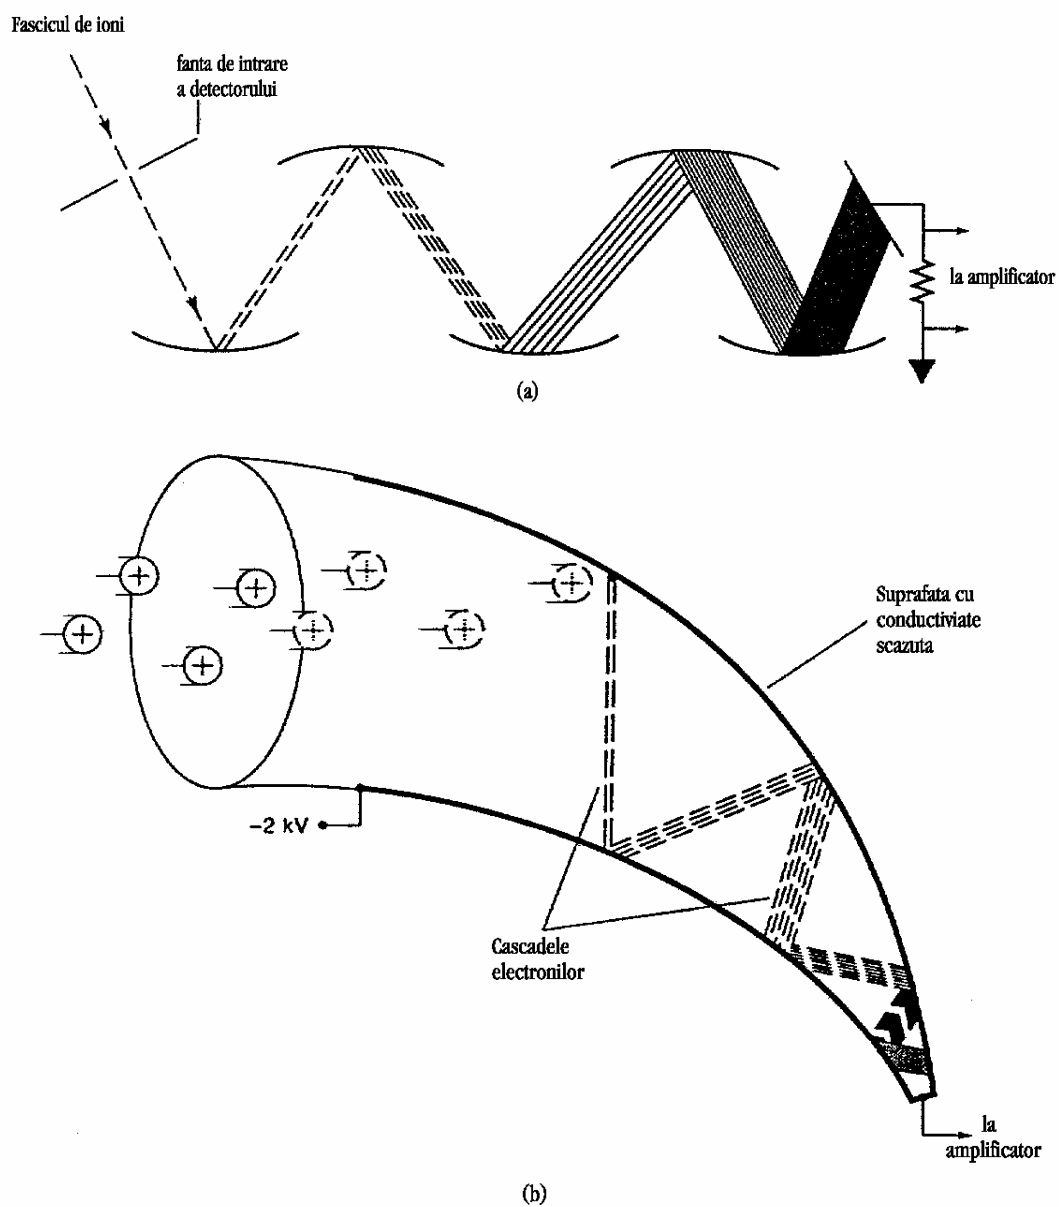 Fascicul de ioni
fanta de intrare
a detectorului
la amplificator
(a)
Suprafata cu
conductiviate
scazuta
-2 kV
Cascadele
electronilor
la
amplificator
(b)